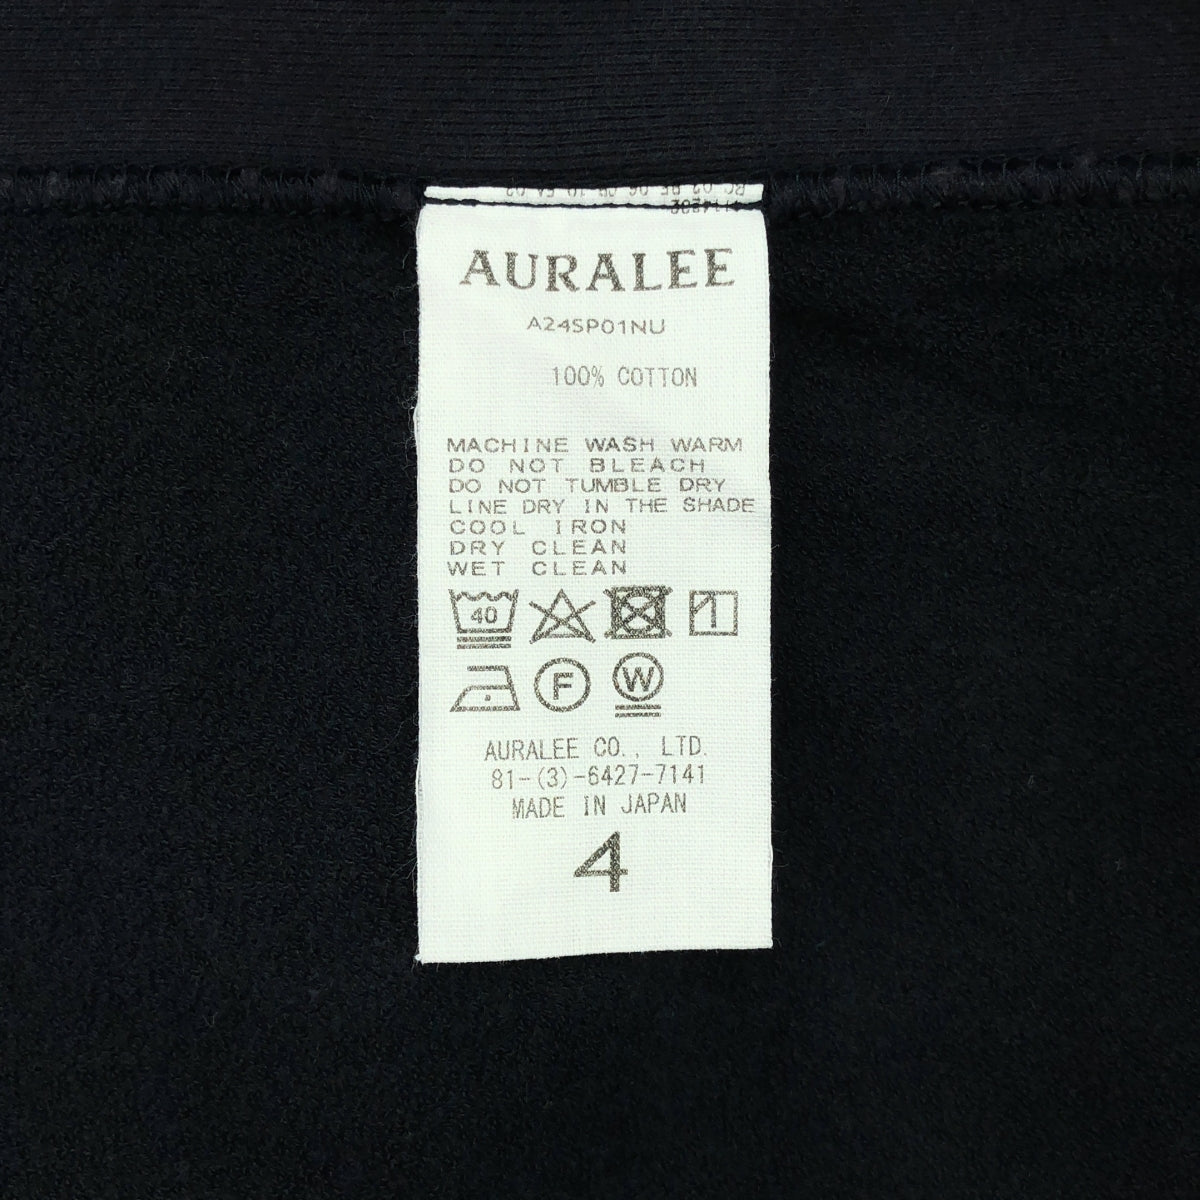 AURALEE
A24SP01NU
100% COTTON
MACHINE WASH WARM
DO NOT BLEACH
DO NOT TUMBLE DRY
LINE DRY IN THE SHADE
COOL IRON
DRY CLEAN
WET CLEAN
40
F
W
AURALEE CO., LTD.
81-(3)-6427-7141
MADE IN JAPAN
4